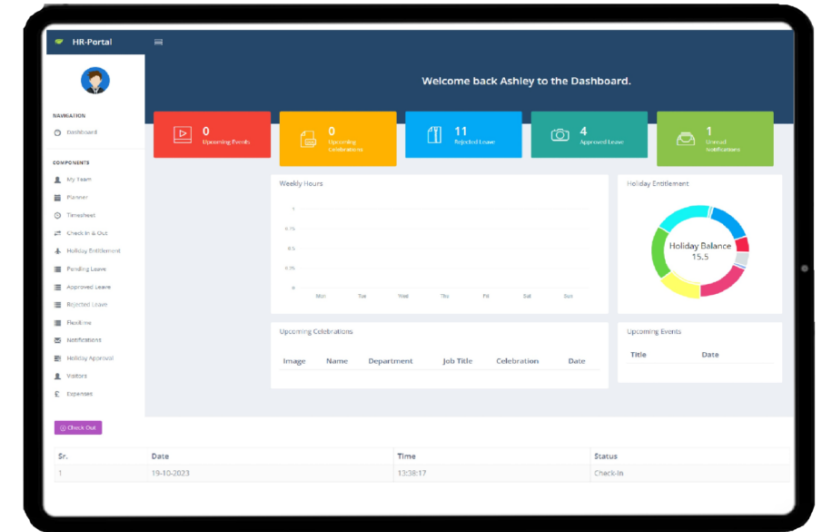 HR-Portal
Welcome back Ashley to the Dashboard.
NAVIGATION
Dashboard
0
Upcoming Events
0
Upcoming
Celebrations
11
Rejected Leave
4
Approved Leave
1
Unread
Notifications
COMPONENTS
My Team
Planner
Timesheet
Check In & Out
Holiday Entitlement
Pending Leave
Approved Leave
Rejected Leave
Flexitime
Notifications
Holiday Approval
Visitors
Expenses
Weekly Hours
1
0.75
0.5
0.25
0
Mon Tue Wed Thu Fri Sat Sun
Holiday Entitlement
Holiday Balance
15.5
Upcoming Celebrations
Image Name Department Job Title Celebration Date
Upcoming Events
Title Date
Check Out
Sr. Date Time Status
1 19-10-2023 13:38:17 Check-In